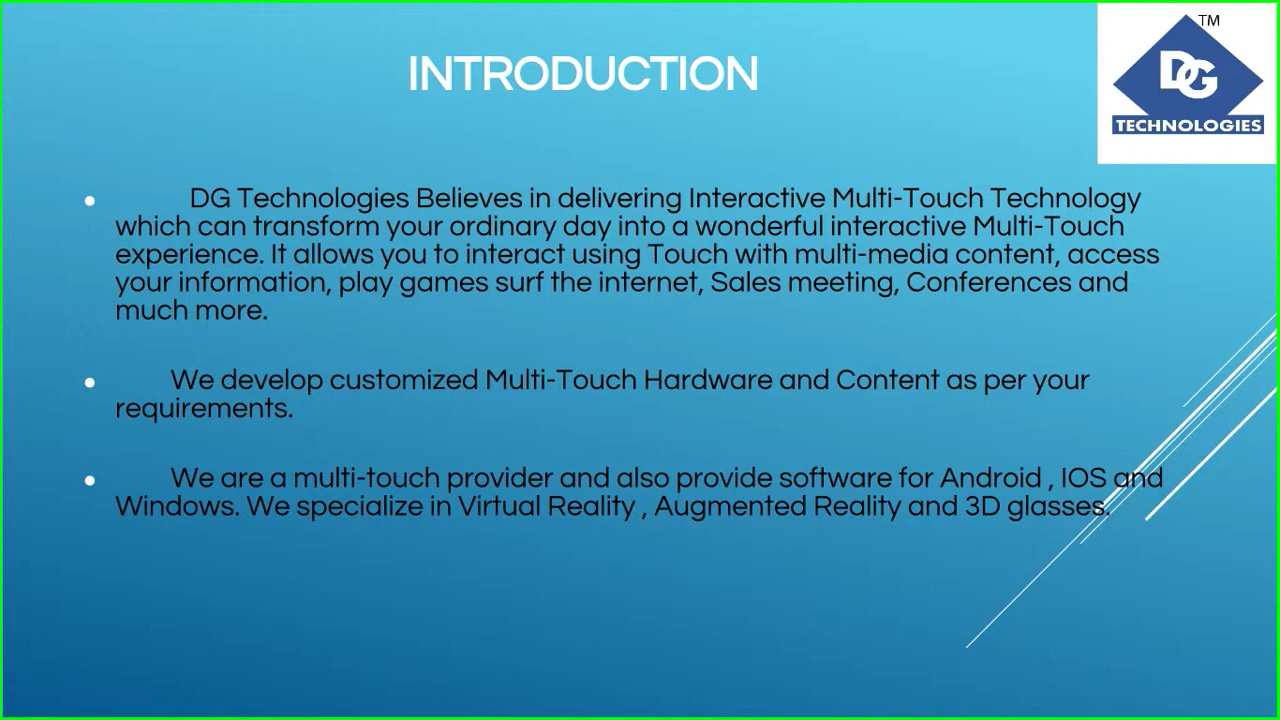 TM
DG
TECHNOLOGIES
INTRODUCTION
• DG Technologies Believes in delivering Interactive Multi-Touch Technology
which can transform your ordinary day into a wonderful interactive Multi-Touch
experience. It allows you to interact using Touch with multi-media content, access
your information, play games surf the internet, Sales meeting, Conferences and
much more.
• We develop customized Multi-Touch Hardware and Content as per your
requirements.
• We are a multi-touch provider and also provide software for Android , IOS and
Windows. We specialize in Virtual Reality , Augmented Reality and 3D glasses.